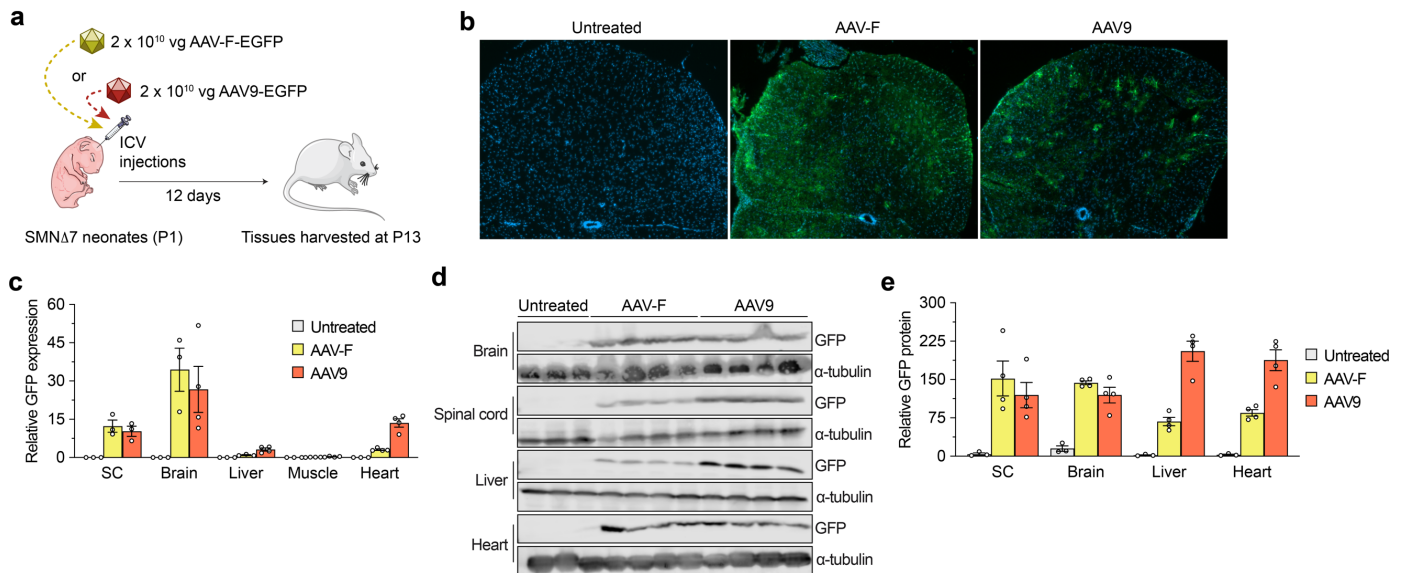 a
2 x 10¹⁰ vg AAV-F-EGFP
or
2 x 10¹⁰ vg AAV9-EGFP
ICV
injections
12 days
SMNΔ7 neonates (P1)
Tissues harvested at P13
b
Untreated
AAV-F
AAV9
c
Relative GFP expression
60
45
30
15
0
Untreated
AAV-F
AAV9
SC
Brain
Liver
Muscle
Heart
d
Untreated
AAV-F
AAV9
Brain
GFP
α-tubulin
Spinal cord
GFP
α-tubulin
Liver
GFP
α-tubulin
Heart
GFP
α-tubulin
e
Relative GFP protein
300
225
150
75
0
SC
Brain
Liver
Heart
Untreated
AAV-F
AAV9